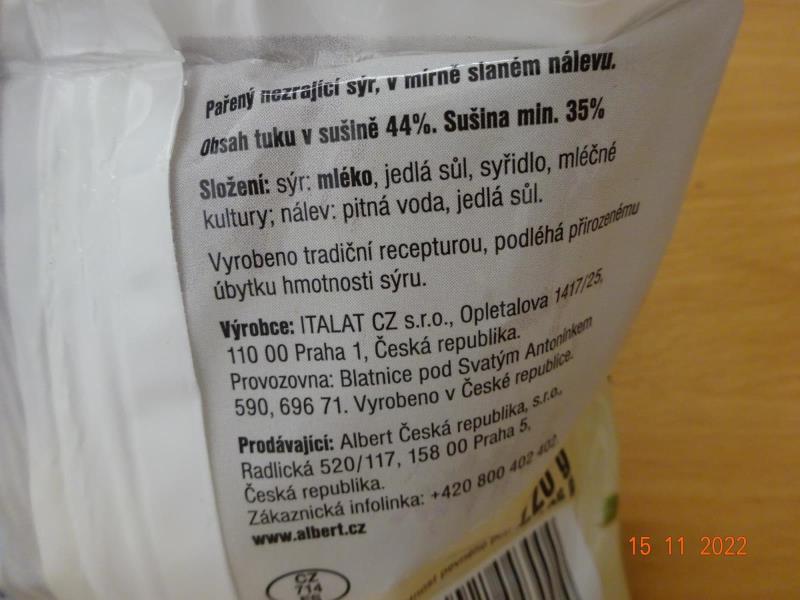 Pařený nezrající sýr, v mírně slaném nálevu.
Obsah tuku v sušině 44%. Sušina min. 35%
Složení: sýr: mléko, jedlá sůl, syřidlo, mléčné
kultury; nálev: pitná voda, jedlá sůl.
Vyrobeno tradiční recepturou, podléhá přirozenému
úbytku hmotnosti sýru.
Výrobce: ITALAT CZ s.r.o., Opletalova 1417/25,
110 00 Praha 1, Česká republika.
Provozovna: Blatnice pod Svatým Antonínkem
590, 696 71. Vyrobeno v České republice.
Prodávající: Albert Česká republika, s.r.o.,
Radlická 520/117, 158 00 Praha 5,
Česká republika.
Zákaznická infolinka: +420 800 402 402
www.albert.cz
CZ
714
15 11 2022